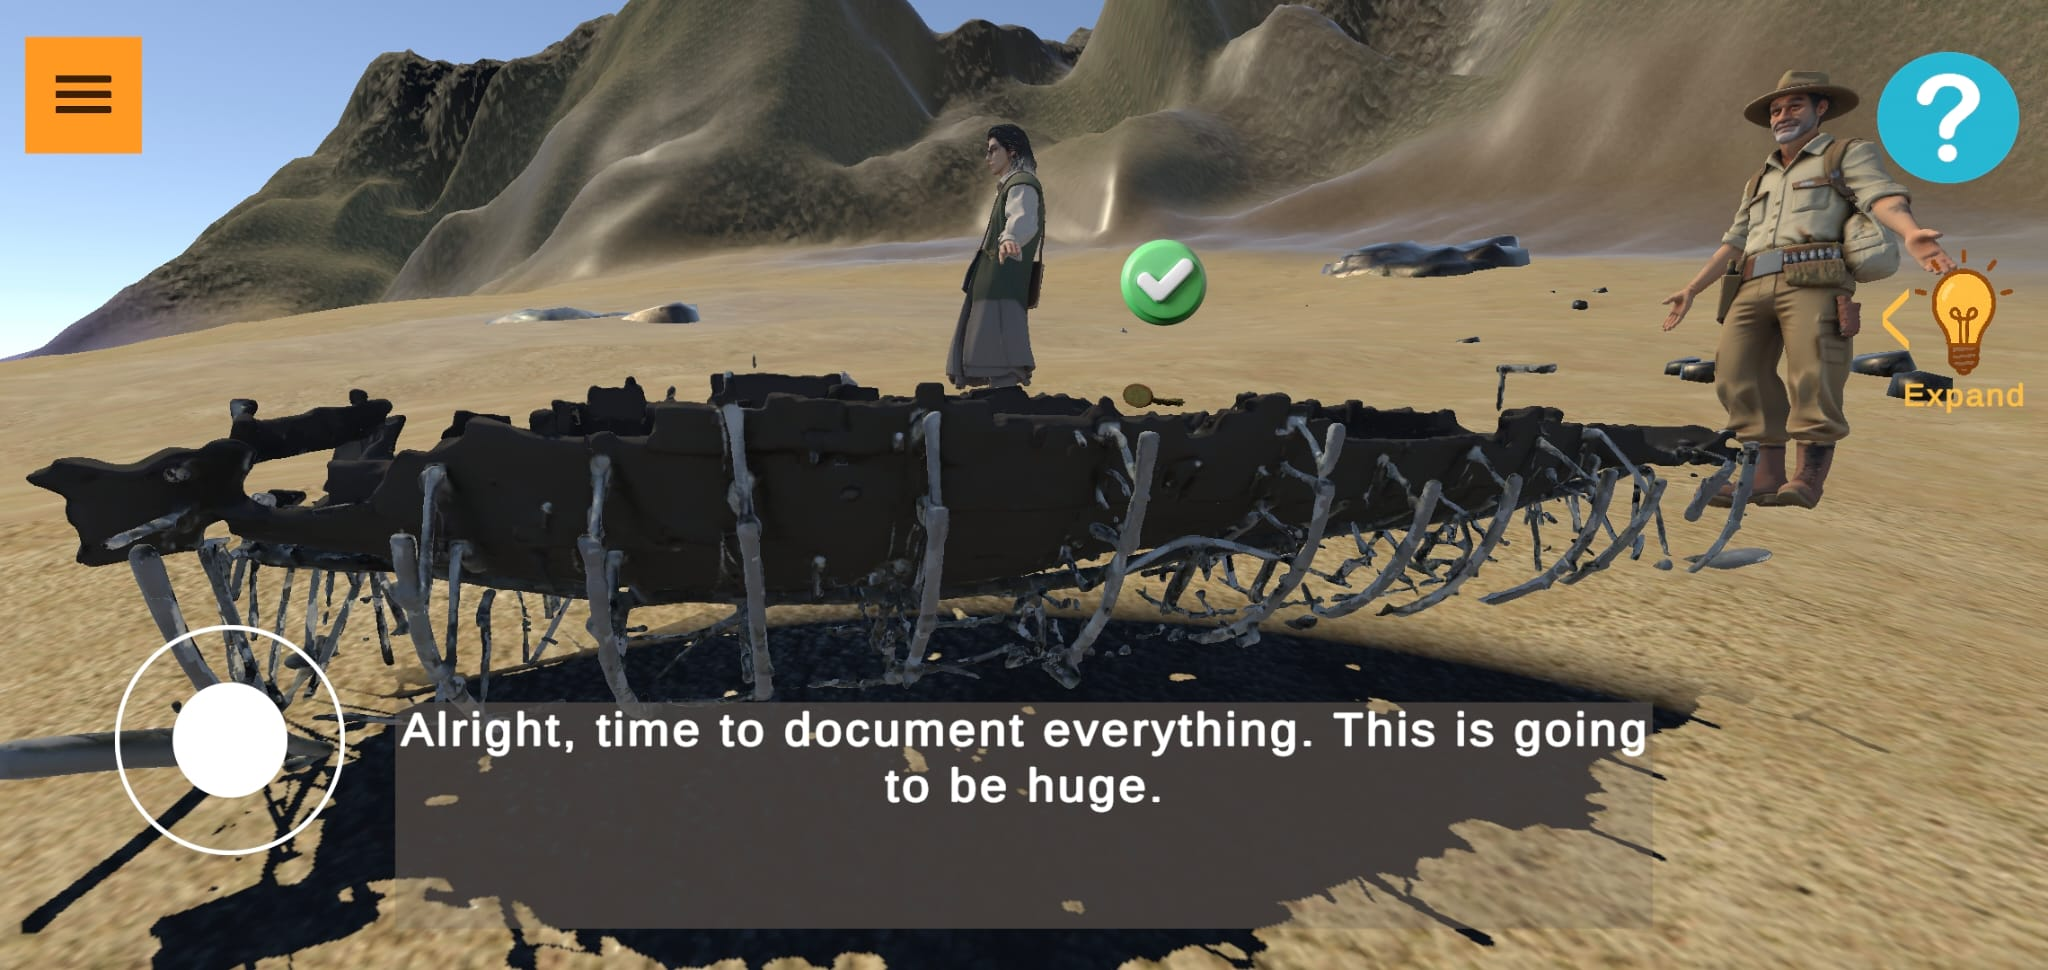 ?
Expand
Alright, time to document everything. This is going
to be huge.